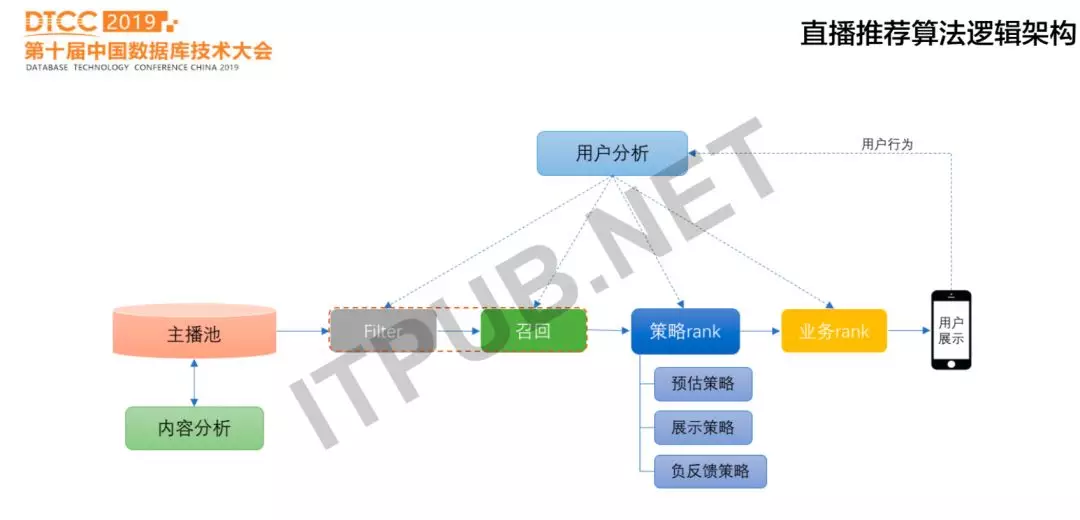 DTCC 2019
第十届中国数据库技术大会
DATABASE TECHNOLOGY CONFERENCE CHINA 2019
直播推荐算法逻辑架构
用户分析
用户行为
主播池
Filter
召回
策略rank
业务rank
用户
展示
预估策略
内容分析
展示策略
负反馈策略
ITPUB.NET